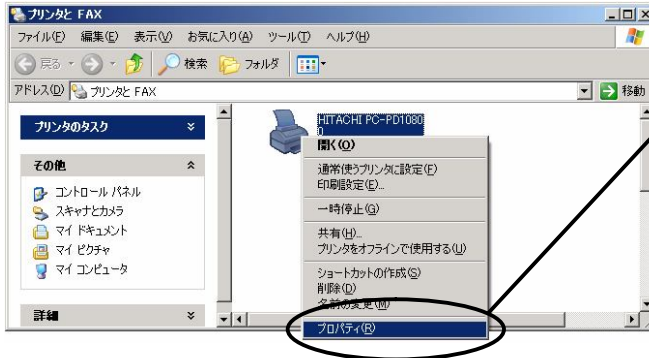 プリンタと FAX
ファイル(F) 編集(E) 表示(V) お気に入り(A) ツール(T) ヘルプ(H)
戻る 検索 フォルダ
アドレス(D) プリンタと FAX 移動
プリンタのタスク
その他
コントロール パネル
スキャナとカメラ
マイ ドキュメント
マイ ピクチャ
マイ コンピュータ
詳細
HITACHI PC-PD1080
0
開く(O)
通常使うプリンタに設定(F)
印刷設定(E)...
一時停止(G)
共有(H)...
プリンタをオフラインで使用する(U)
ショートカットの作成(S)
削除(D)
名前の変更(M)
プロパティ(R)